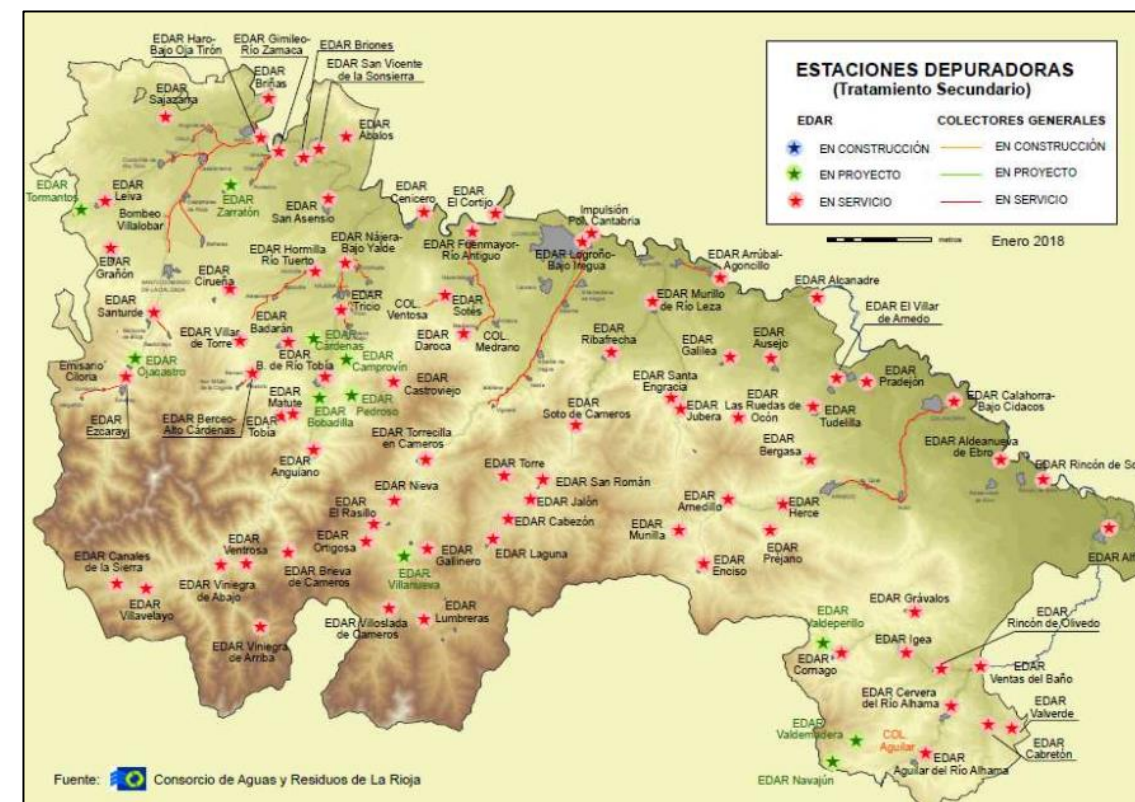 ESTACIONES DEPURADORAS
(Tratamiento Secundario)
EDAR
COLECTORES GENERALES
EN CONSTRUCCIÓN
EN CONSTRUCCIÓN
EN PROYECTO
EN PROYECTO
EN SERVICIO
EN SERVICIO
metros
Enero 2018
EDAR Haro-
Bajo Oja Tirón
EDAR Gimileo-
Río Zamaca
EDAR Briones
EDAR San Vicente
de la Sonsierra
EDAR
Briñas
EDAR
Sajazarra
EDAR
Ábalos
EDAR
Tormantos
EDAR
Leiva
EDAR
Zarratón
Bombeo
Villalobar
EDAR
San Asensio
EDAR
Cenicero
EDAR
El Cortijo
Impulsión
Pol. Cantabria
EDAR
Grañón
EDAR Hormilla
Río Tuerto
EDAR Nájera-
Bajo Yalde
EDAR Fuenmayor-
Río Antiguo
EDAR Logroño-
Bajo Iregua
EDAR Arrúbal-
Agoncillo
EDAR Alcanadre
EDAR
Cirueña
EDAR
Santurde
EDAR
Tricio
COL.
Ventosa
EDAR
Sotés
EDAR Murillo
de Río Leza
EDAR El Villar
de Arnedo
EDAR Villar
de Torre
EDAR
Badarán
EDAR
Cárdenas
EDAR
Daroca
COL.
Medrano
EDAR
Ribafrecha
EDAR
Galilea
EDAR
Ausejo
EDAR
Ojacastro
Emisario
Ciloria
EDAR
B. de Río Tobía
EDAR
Camprovín
EDAR
Castroviejo
EDAR Santa
Engracia
EDAR
Pradejón
EDAR
Ezcaray
EDAR Berceo-
Alto Cárdenas
EDAR
Matute
EDAR
Tobía
EDAR
Bobadilla
EDAR
Pedroso
EDAR
Soto de Cameros
EDAR
Jubera
EDAR
Las Ruedas de
Ocón
EDAR
Tudelilla
EDAR Calahorra-
Bajo Cidacos
EDAR
Anguiano
EDAR Torrecilla
en Cameros
EDAR
Bergasa
EDAR Aldeanueva
de Ebro
EDAR Rincón de So
EDAR Torre
EDAR San Román
EDAR Nieva
EDAR Jalón
EDAR
Arnedillo
EDAR
Herce
EDAR
El Rasillo
EDAR Cabezón
EDAR
Munilla
EDAR
Préjano
EDAR
Ortigosa
EDAR Laguna
EDAR
Enciso
EDAR Alf
EDAR Canales
de la Sierra
EDAR
Ventrosa
EDAR
Gallinero
EDAR
Villanueva
EDAR
Villavelayo
EDAR Viniegra
de Abajo
EDAR Brieva
de Cameros
EDAR Villoslada
de Cameros
EDAR
Lumbreras
EDAR Viniegra
de Arriba
EDAR Grávalos
EDAR
Valdeperillo
EDAR
Rincón de Olivedo
EDAR Igea
EDAR
Cornago
EDAR
Ventas del Baño
EDAR Cervera
del Río Alhama
EDAR
Valverde
EDAR
Valdemadera
COL.
Aguilar
EDAR
Cabretón
EDAR
Aguilar del Río Alhama
EDAR Navajún
Fuente: Consorcio de Aguas y Residuos de La Rioja